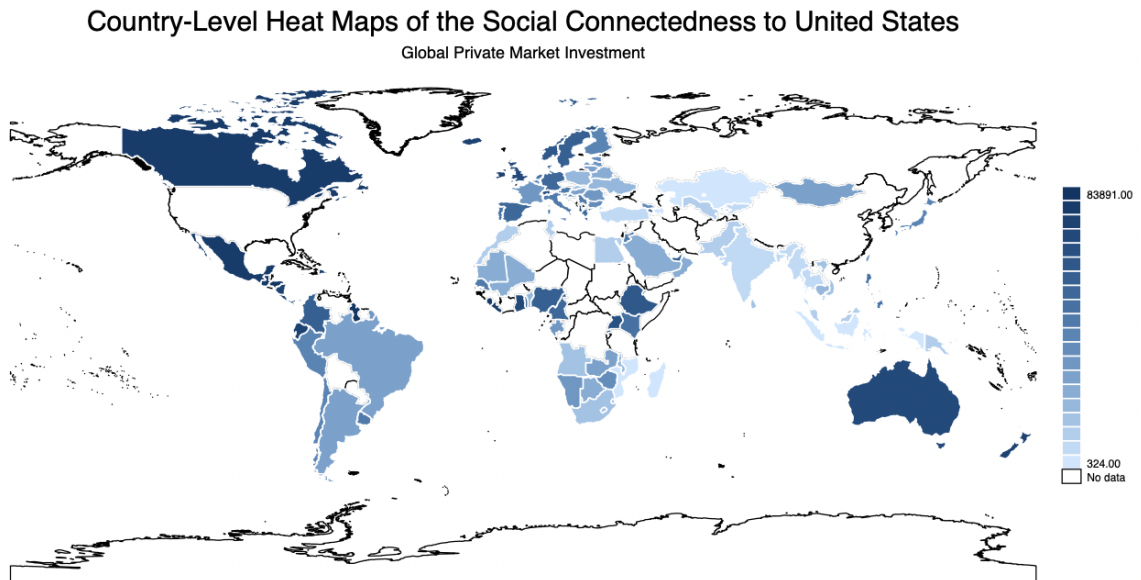 Country-Level Heat Maps of the Social Connectedness to United States
Global Private Market Investment
83891.00
324.00
No data